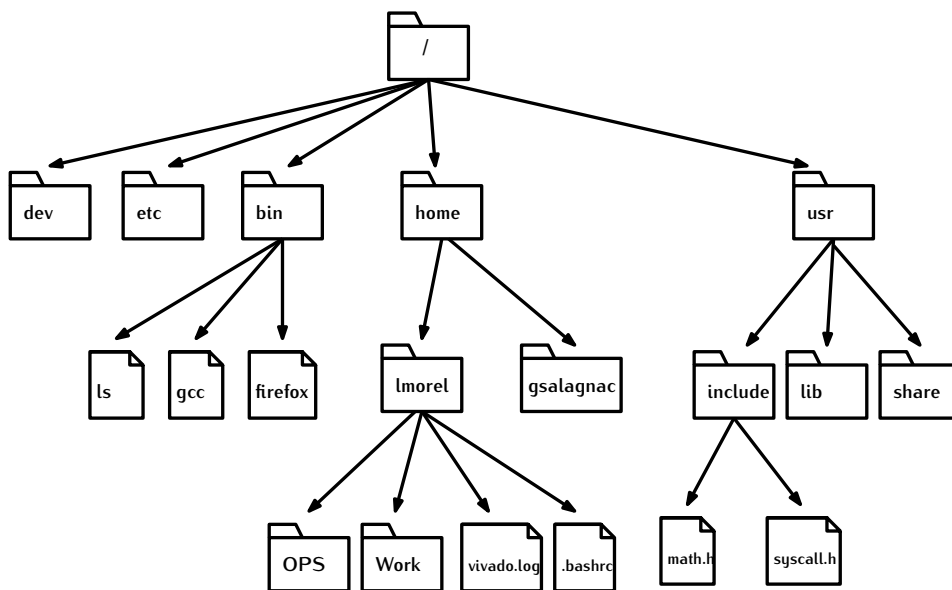 /
dev
etc
bin
home
usr
ls
gcc
firefox
lmorel
gsalagnac
include
lib
share
OPS
Work
vivado.log
.bashrc
math.h
syscall.h